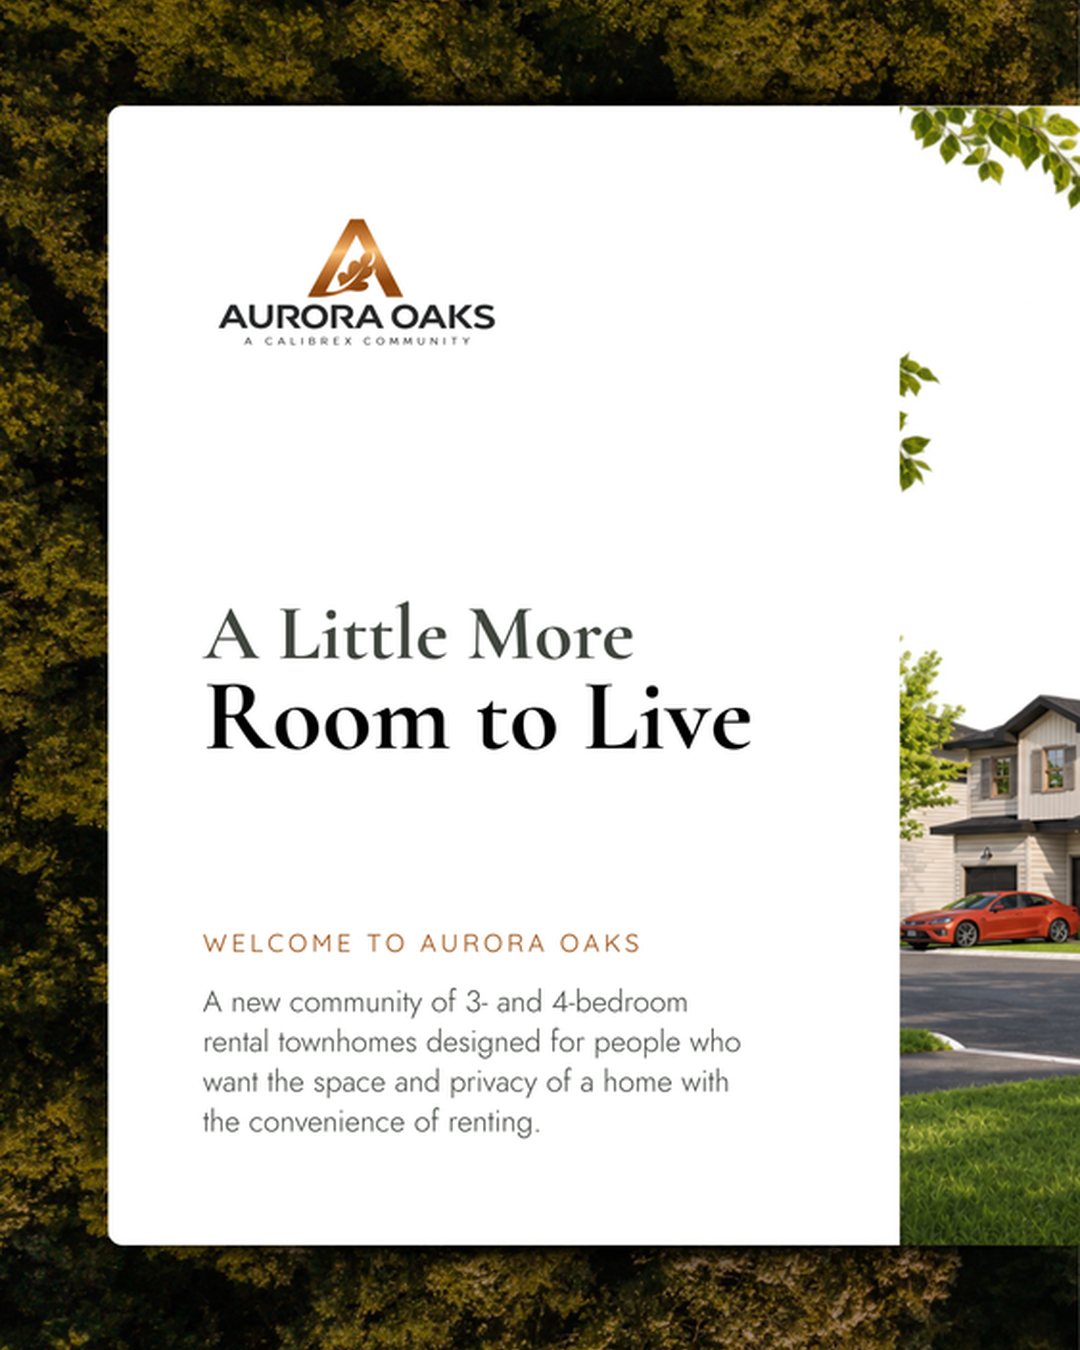 AURORA OAKS
A CALIBREX COMMUNITY
A Little More
Room to Live
WELCOME TO AURORA OAKS
A new community of 3- and 4-bedroom
rental townhomes designed for people who
want the space and privacy of a home with
the convenience of renting.